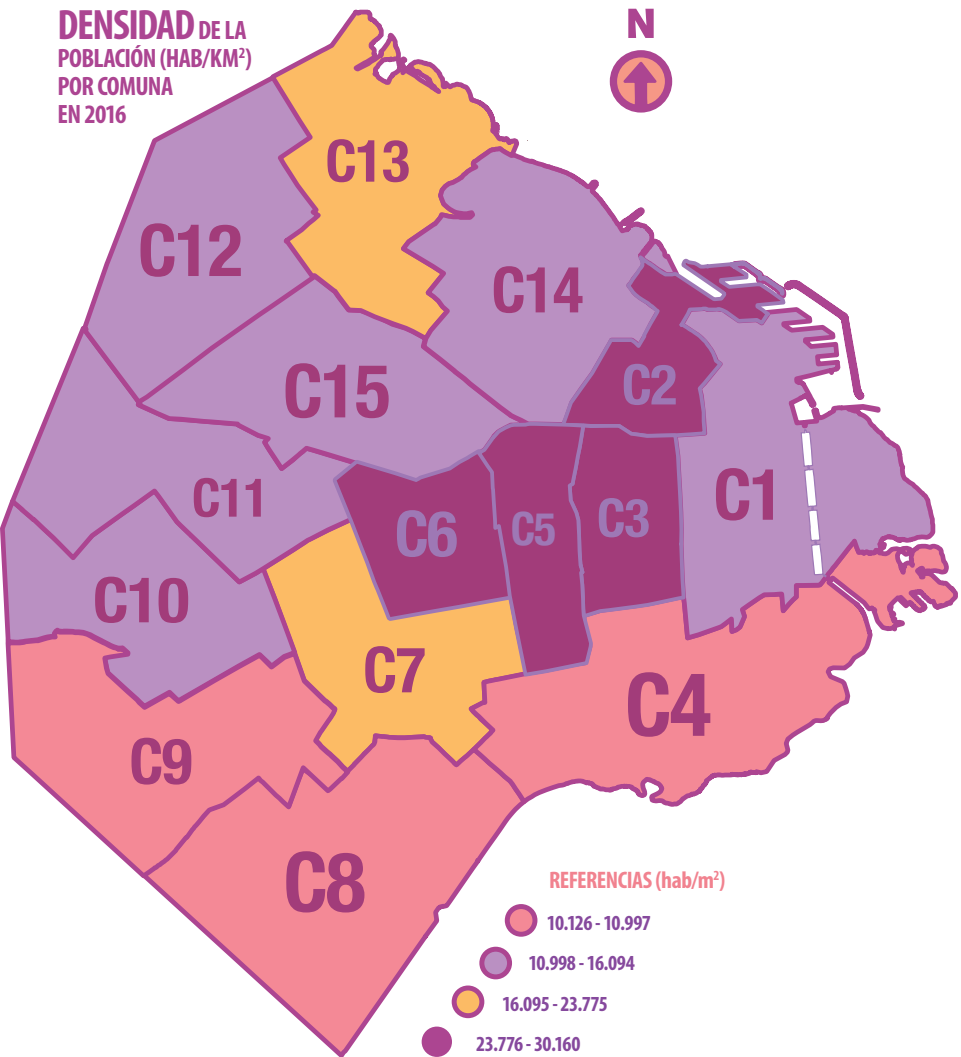 DENSIDAD DE LA
POBLACIÓN (HAB/KM²)
POR COMUNA
EN 2016
N
C13
C12
C14
C15
C2
C11
C1
C6
C5
C3
C10
C7
C4
C9
C8
REFERENCIAS (hab/m²)
10.126 - 10.997
10.998 - 16.094
16.095 - 23.775
23.776 - 30.160